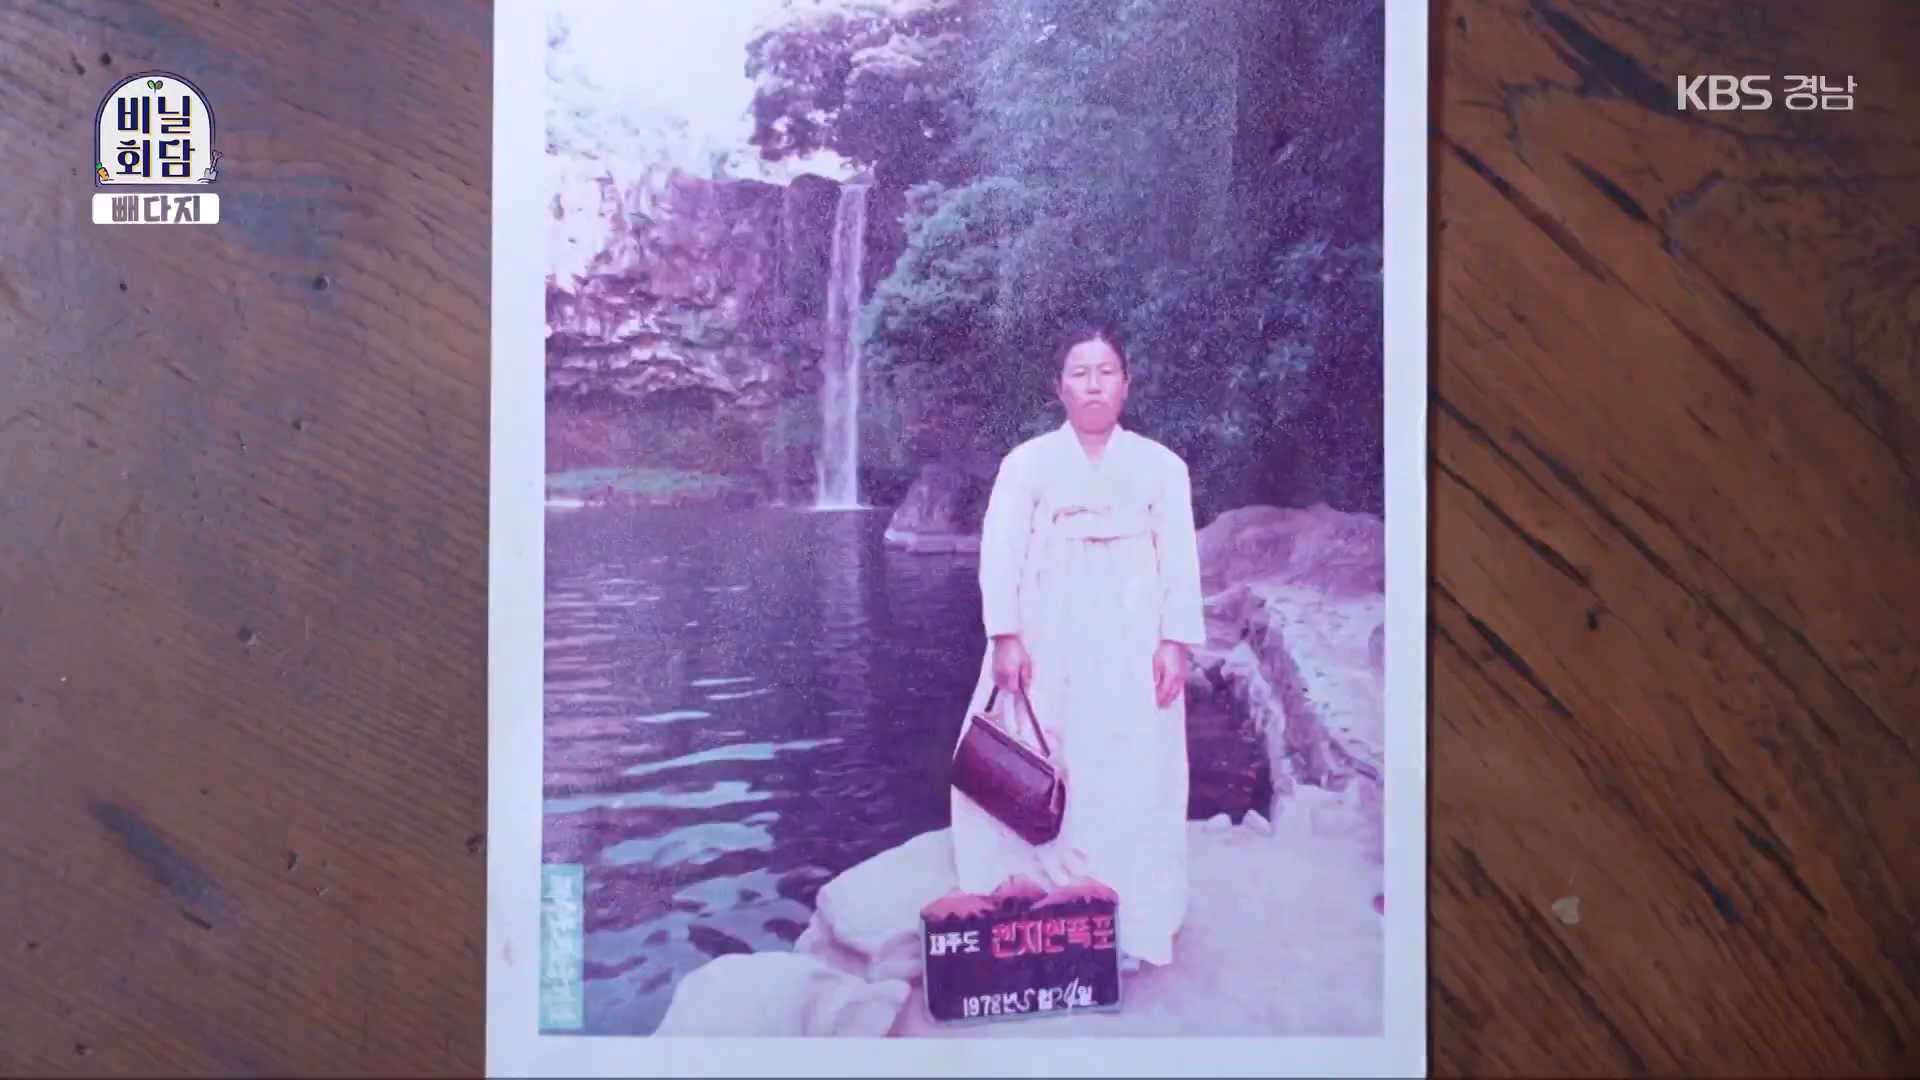 비닐
회담
빼다지
KBS 경남
제주도 천지연폭포
1978년 5월 24일